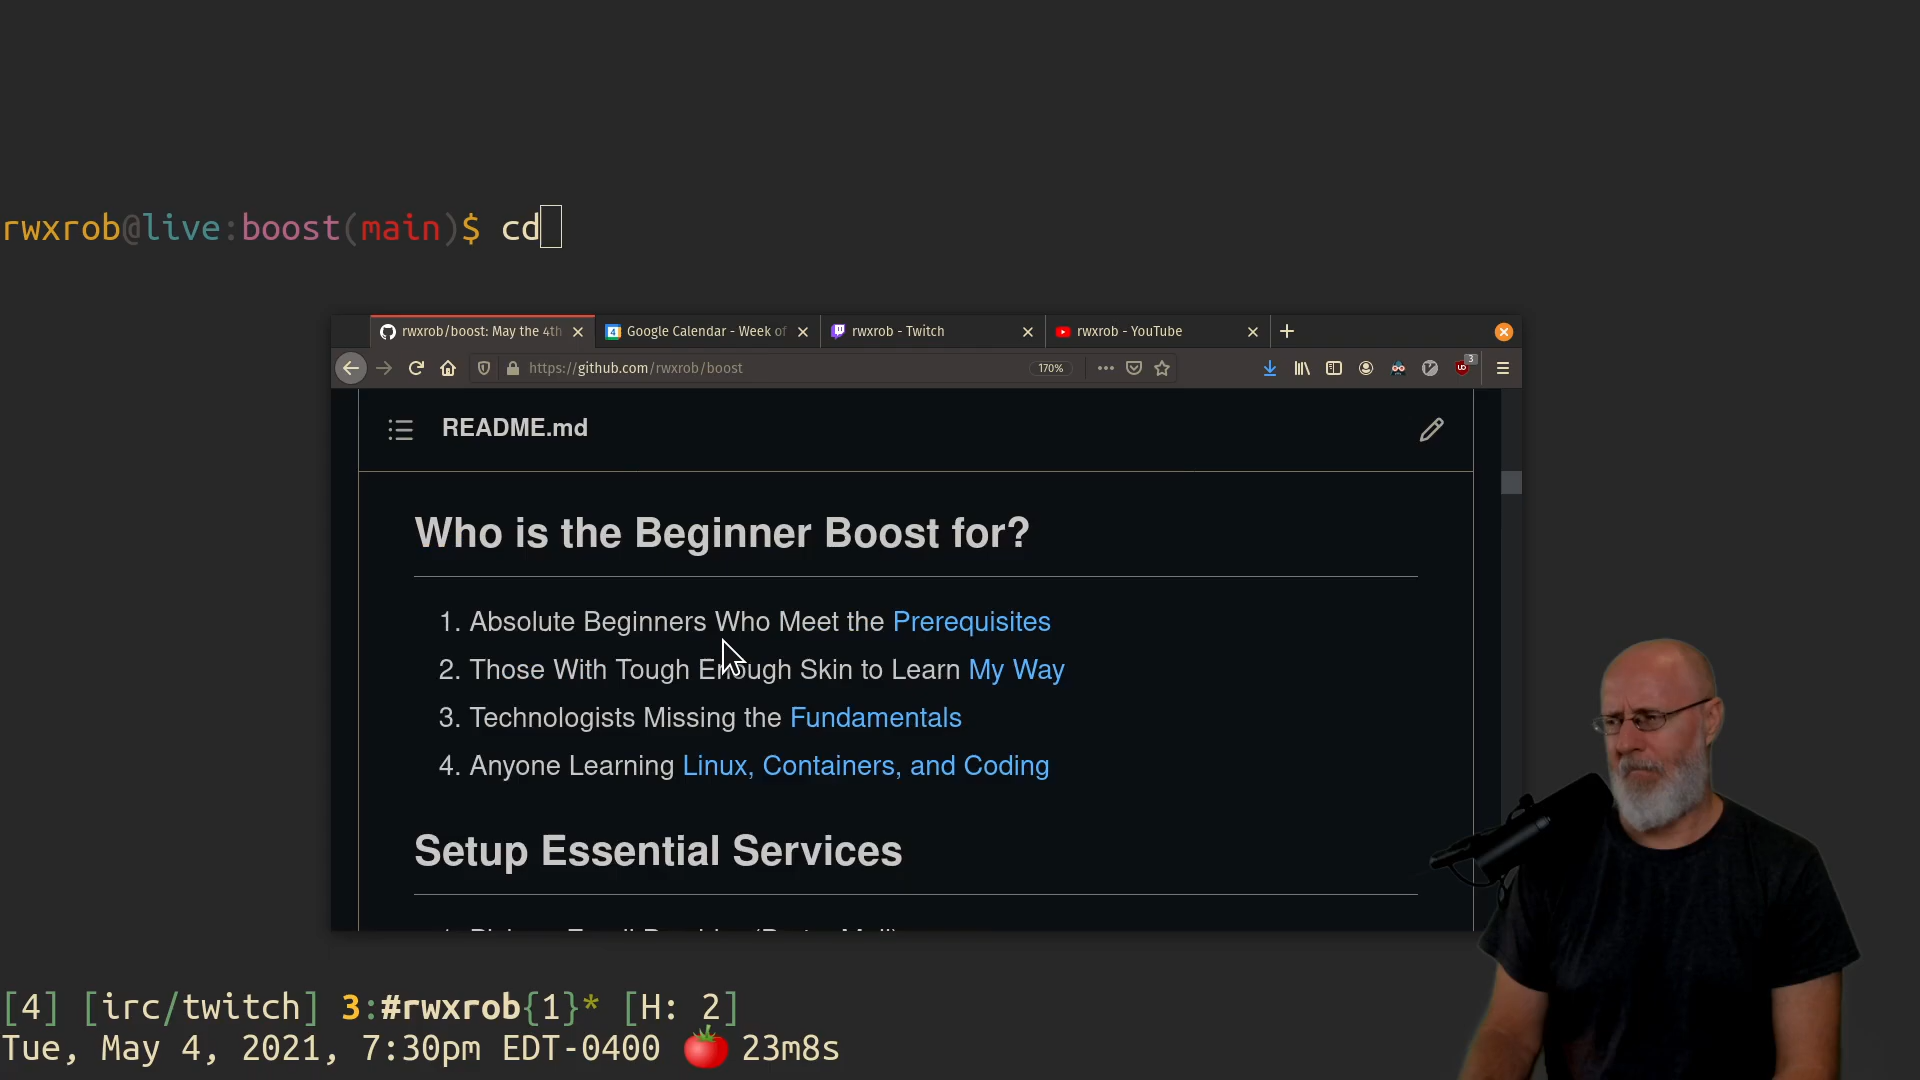 rwxrob@live:boost(main)$ cd
rwxrob/boost: May the 4th
Google Calendar - Week of
rwxrob - Twitch
rwxrob - YouTube
https://github.com/rwxrob/boost
170%
3
README.md
Who is the Beginner Boost for?
1. Absolute Beginners Who Meet the Prerequisites
2. Those With Tough Enough Skin to Learn My Way
3. Technologists Missing the Fundamentals
4. Anyone Learning Linux, Containers, and Coding
Setup Essential Services
[4] [irc/twitch] 3:#rwxrob{1}* [H: 2]
Tue, May 4, 2021, 7:30pm EDT-0400 🍅 23m8s